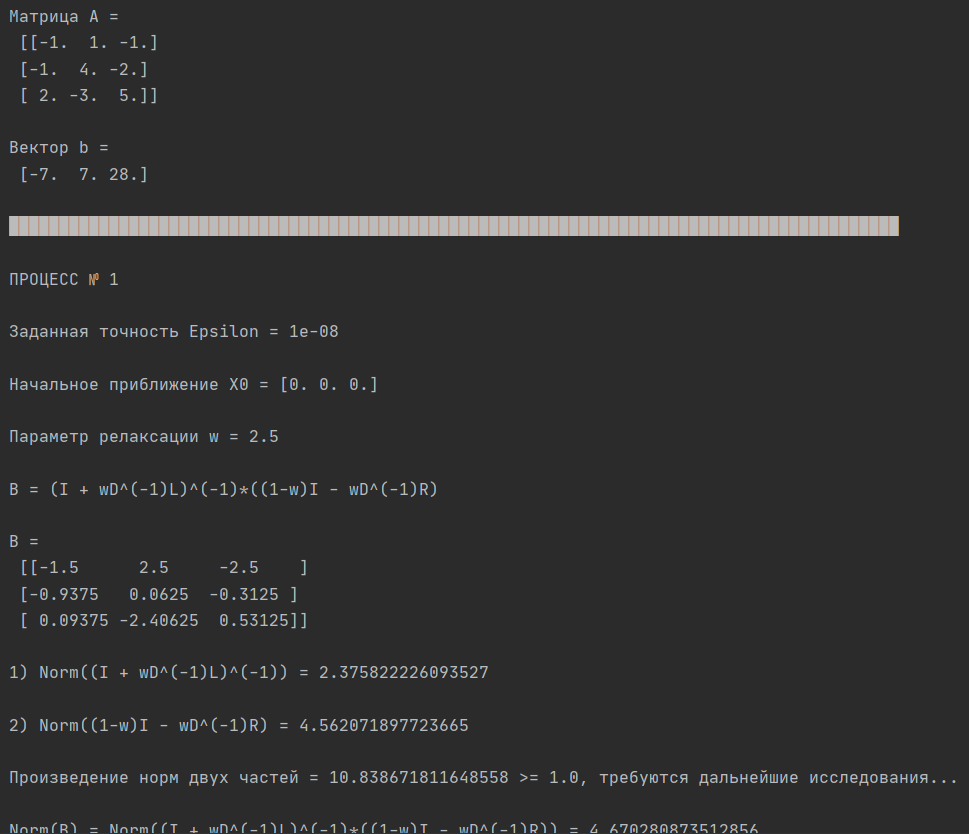 Матрица A =
[[-1.  1. -1.]
[-1.  4. -2.]
[ 2. -3.  5.]]
Вектор b =
[-7.  7. 28.]
ПРОЦЕСС № 1
Заданная точность Epsilon = 1e-08
Начальное приближение X0 = [0. 0. 0.]
Параметр релаксации w = 2.5
B = (I + wD^(-1)L)^(-1)*((1-w)I - wD^(-1)R)
B =
[[-1.5      2.5     -2.5    ]
[-0.9375   0.0625  -0.3125 ]
[ 0.09375 -2.40625  0.53125]]
1) Norm((I + wD^(-1)L)^(-1)) = 2.375822226093527
2) Norm((1-w)I - wD^(-1)R) = 4.562071897723665
Произведение норм двух частей = 10.838671811648558 >= 1.0, требуются дальнейшие исследования...
Norm(B) = Norm((I + wD^(-1)L)^(-1)*((1-w)I - wD^(-1)R)) = 4.670280873512856